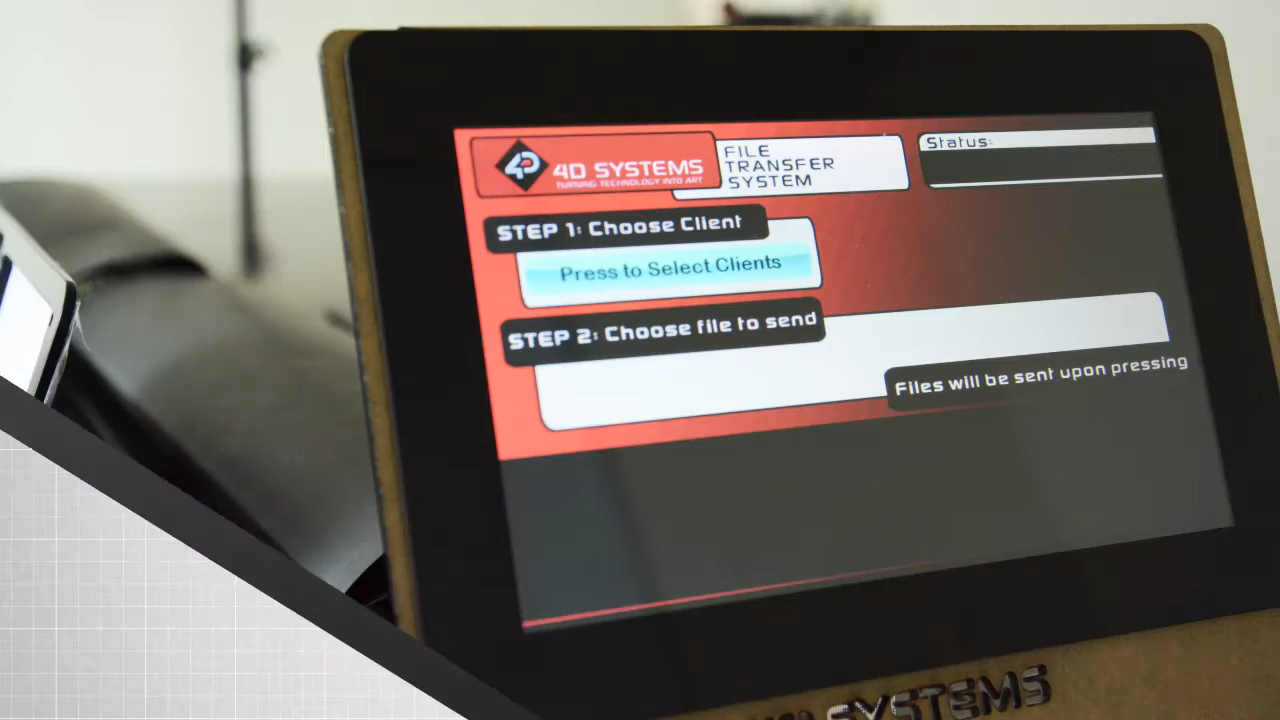 4D SYSTEMS
TURNING TECHNOLOGY INTO ART
FILE
TRANSFER
SYSTEM
Status:
STEP 1: Choose Client
Press to Select Clients
STEP 2: Choose file to send
Files will be sent upon pressing
SYSTEMS